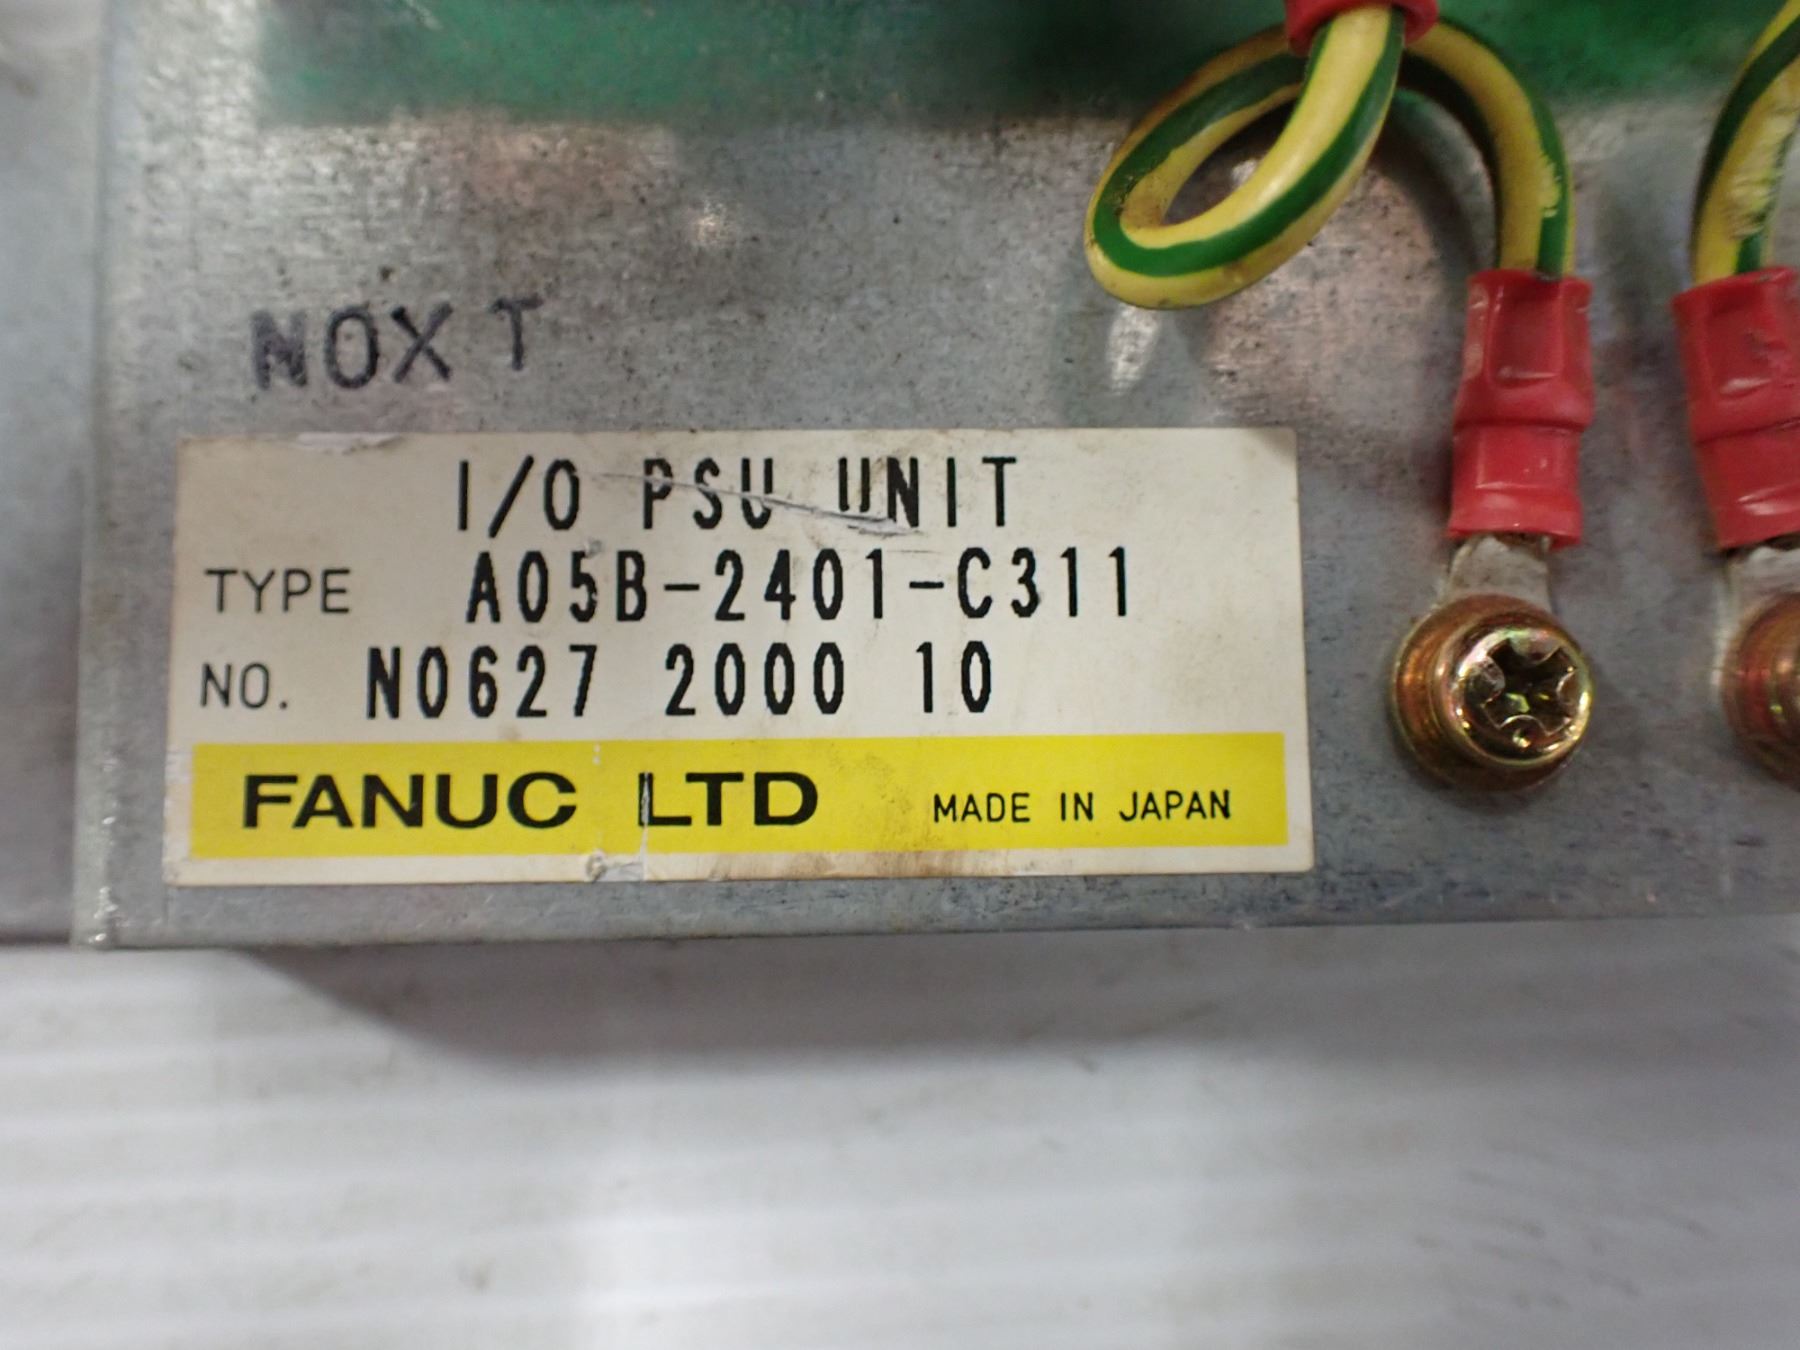 NOX T
I/O PSU UNIT
TYPE A05B-2401-C311
NO. N0627 2000 10
FANUC LTD MADE IN JAPAN